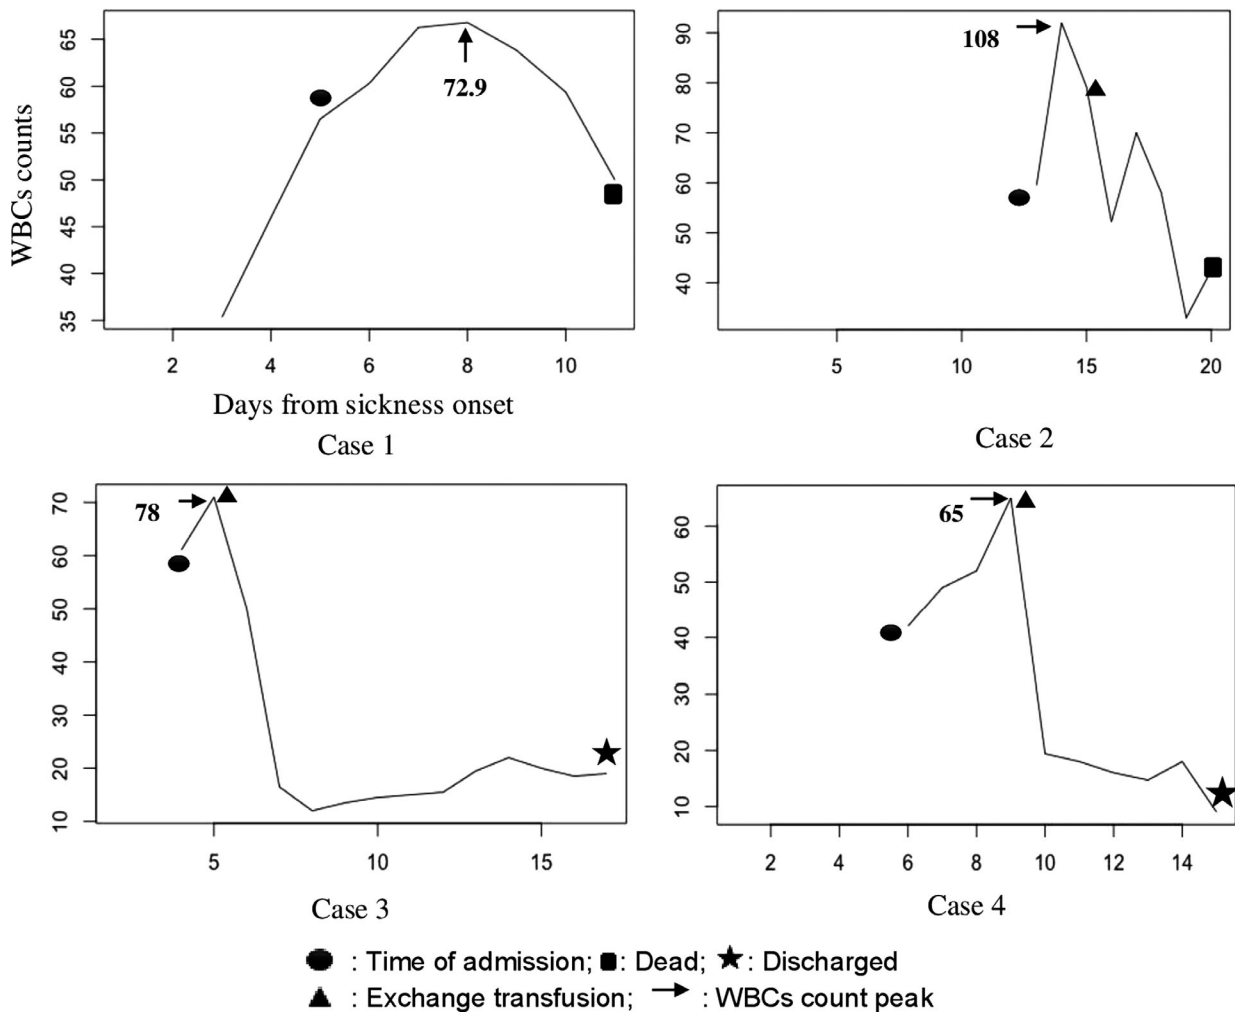 65
60
55
50
45
40
35
WBCs counts
72.9
2 4 6 8 10
Days from sickness onset
Case 1
90
80
70
60
50
40
108
5 10 15 20
Case 2
70
60
50
40
30
20
10
78
5 10 15
Case 3
60
50
40
30
20
10
65
2 4 6 8 10 12 14
Case 4
: Time of admission; : Dead; : Discharged
: Exchange transfusion; : WBCs count peak